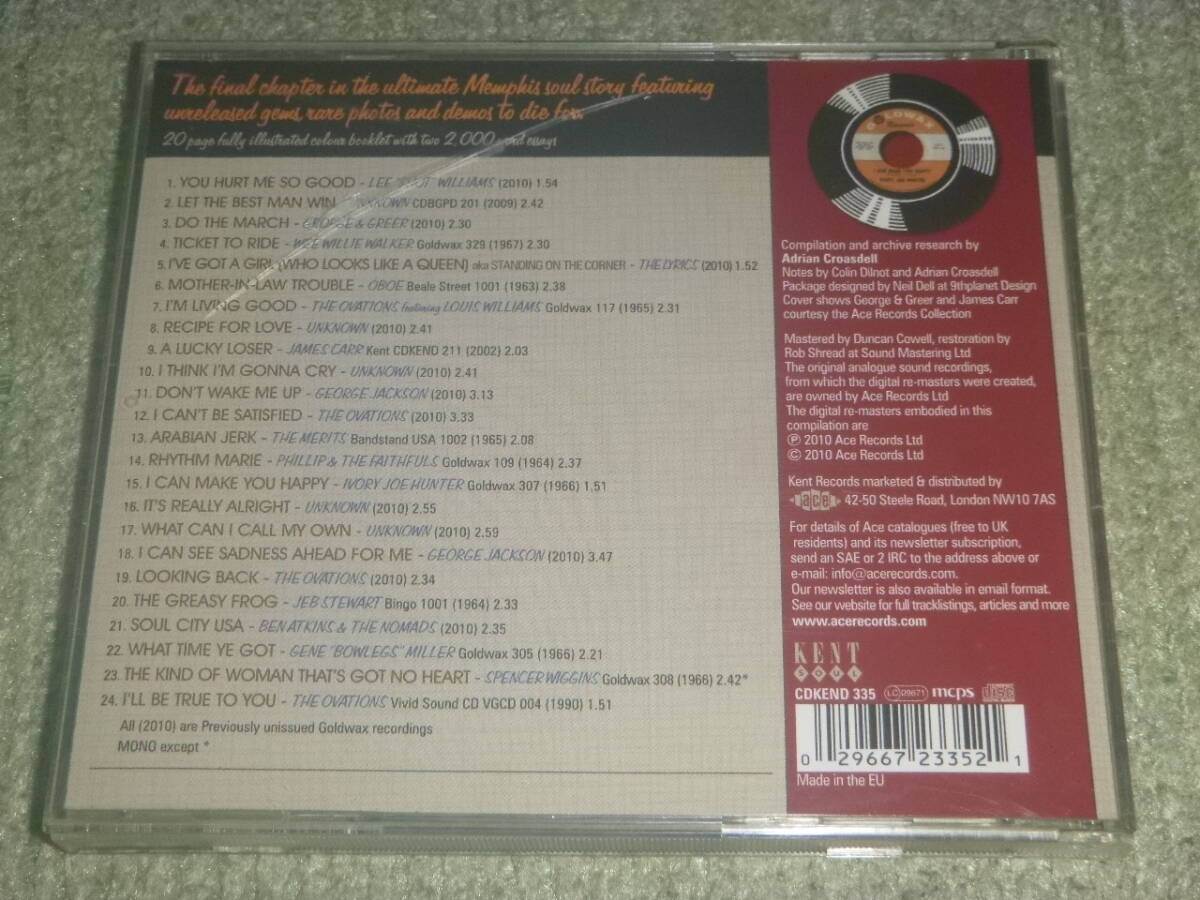 The final chapter in the ultimate Memphis soul story featuring
unreleased gems, rare photos and demos to die for.
20 page fully illustrated colour booklet with two 2,000 word essays
1. YOU HURT ME SO GOOD - LEE "SHOT" WILLIAMS (2010) 1.54
2. LET THE BEST MAN WIN - UNKNOWN CDBGPD 201 (2009) 2.42
3. DO THE MARCH - GEORGE & GREER (2010) 2.30
4. TICKET TO RIDE - WEE WILLIE WALKER Goldwax 329 (1967) 2.30
5. I'VE GOT A GIRL (WHO LOOKS LIKE A QUEEN) aka STANDING ON THE CORNER - THE LYRICS (2010) 1.52
6. MOTHER-IN-LAW TROUBLE - OBOE Beale Street 1001 (1963) 2.38
7. I'M LIVING GOOD - THE OVATIONS featuring LOUIS WILLIAMS Goldwax 117 (1965) 2.31
8. RECIPE FOR LOVE - UNKNOWN (2010) 2.41
9. A LUCKY LOSER - JAMES CARR Kent CDKEND 211 (2002) 2.03
10. I THINK I'M GONNA CRY - UNKNOWN (2010) 2.41
11. DON'T WAKE ME UP - GEORGE JACKSON (2010) 3.13
12. I CAN'T BE SATISFIED - THE OVATIONS (2010) 3.33
13. ARABIAN JERK - THE MERITS Bandstand USA 1002 (1965) 2.08
14. RHYTHM MARIE - PHILLIP & THE FAITHFULS Goldwax 109 (1964) 2.37
15. I CAN MAKE YOU HAPPY - IVORY JOE HUNTER Goldwax 307 (1966) 1.51
16. IT'S REALLY ALRIGHT - UNKNOWN (2010) 2.55
17. WHAT CAN I CALL MY OWN - UNKNOWN (2010) 2.59
18. I CAN SEE SADNESS AHEAD FOR ME - GEORGE JACKSON (2010) 3.47
19. LOOKING BACK - THE OVATIONS (2010) 2.34
20. THE GREASY FROG - JEB STEWART Bingo 1001 (1964) 2.33
21. SOUL CITY USA - BEN ATKINS & THE NOMADS (2010) 2.35
22. WHAT TIME YE GOT - GENE "BOWLEGS" MILLER Goldwax 305 (1966) 2.21
23. THE KIND OF WOMAN THAT'S GOT NO HEART - SPENCER WIGGINS Goldwax 308 (1966) 2.42*
24. I'LL BE TRUE TO YOU - THE OVATIONS Vivid Sound CD VGCD 004 (1990) 1.51
All (2010) are Previously unissued Goldwax recordings
MONO except *
GOLDWAX
Compilation and archive research by
Adrian Croasdell
Notes by Colin Dilnot and Adrian Croasdell
Package designed by Neil Dell at 9thplanet Design
Cover shows George & Greer and James Carr
courtesy the Ace Records Collection
Mastered by Duncan Cowell, restoration by
Rob Shread at Sound Mastering Ltd
The original analogue sound recordings,
from which the digital re-masters were created,
are owned by Ace Records Ltd
The digital re-masters embodied in this
compilation are
℗ 2010 Ace Records Ltd
© 2010 Ace Records Ltd
Kent Records marketed & distributed by
ace 42-50 Steele Road, London NW10 7AS
For details of Ace catalogues (free to UK
residents) and its newsletter subscription,
send an SAE or 2 IRC to the address above or
e-mail: info@acerecords.com.
Our newsletter is also available in email format.
See our website for full tracklistings, articles and more
www.acerecords.com
KENT
SOUL
CDKEND 335 LC 09671 mcps disc
0 29667 23352 1
Made in the EU